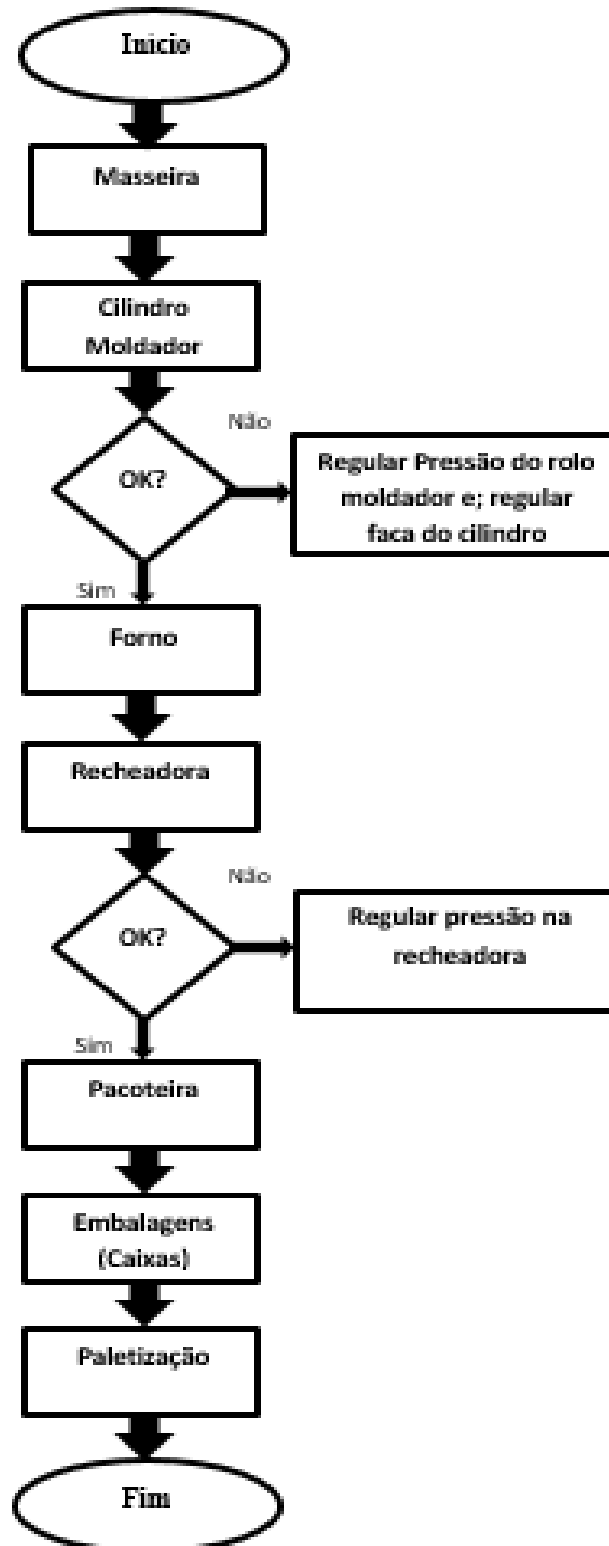 Inicio
Masseira
Cilindro
Moldador
Não
OK?
Regular Pressão do rolo
moldador e; regular
faca do cilindro
Sim
Forno
Recheadora
Não
OK?
Regular pressão na
recheadora
Sim
Pacoteira
Embalagens
(Caixas)
Paletização
Fim